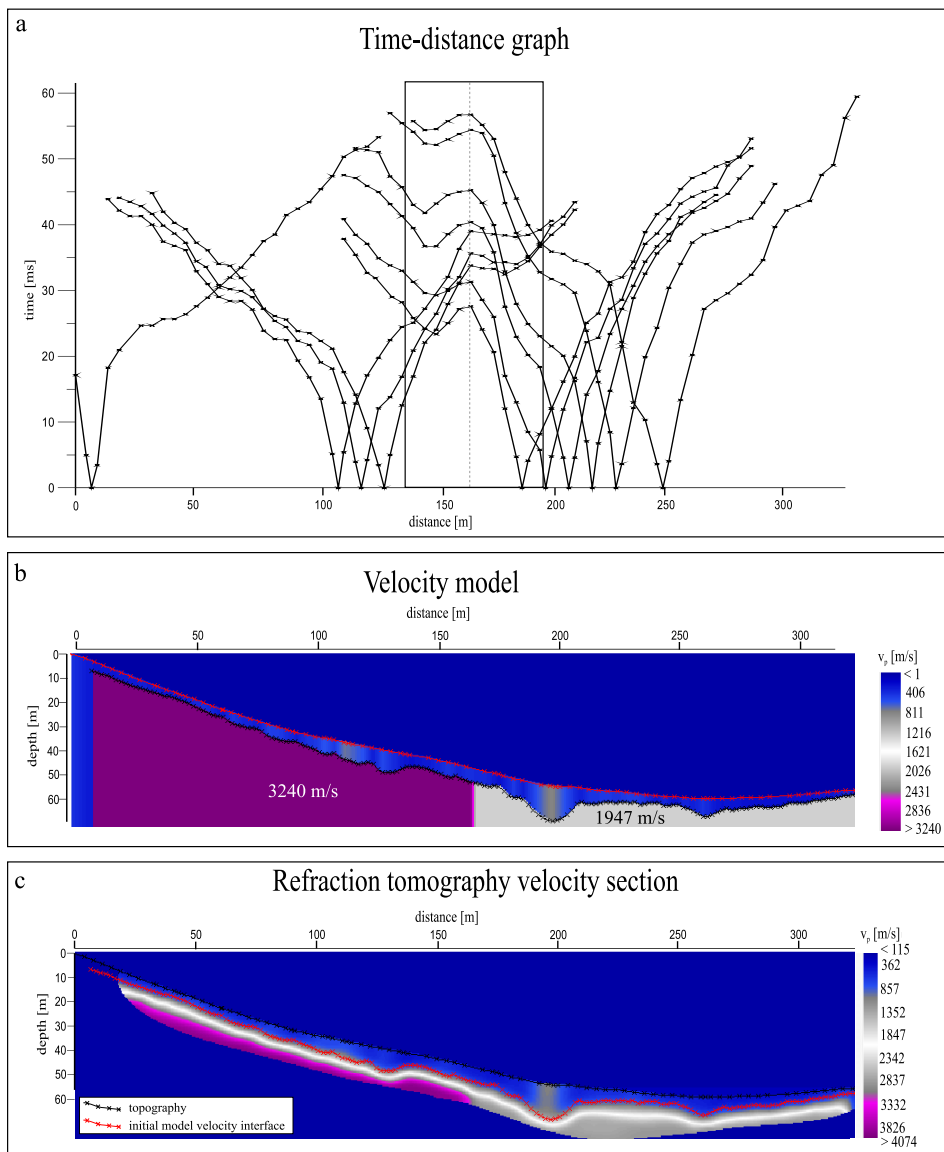 a
Time-distance graph
60
50
40
30
20
10
0
time [ms]
0 50 100 150 200 250 300
distance [m]
b
Velocity model
distance [m]
0 50 100 150 200 250 300
0
10
20
30
40
50
60
depth [m]
3240 m/s
1947 m/s
vp [m/s]
< 1
406
811
1216
1621
2026
2431
2836
> 3240
c
Refraction tomography velocity section
distance [m]
0 50 100 150 200 250 300
0
10
20
30
40
50
60
depth [m]
topography
initial model velocity interface
vp [m/s]
< 115
362
857
1352
1847
2342
2837
3332
3826
> 4074